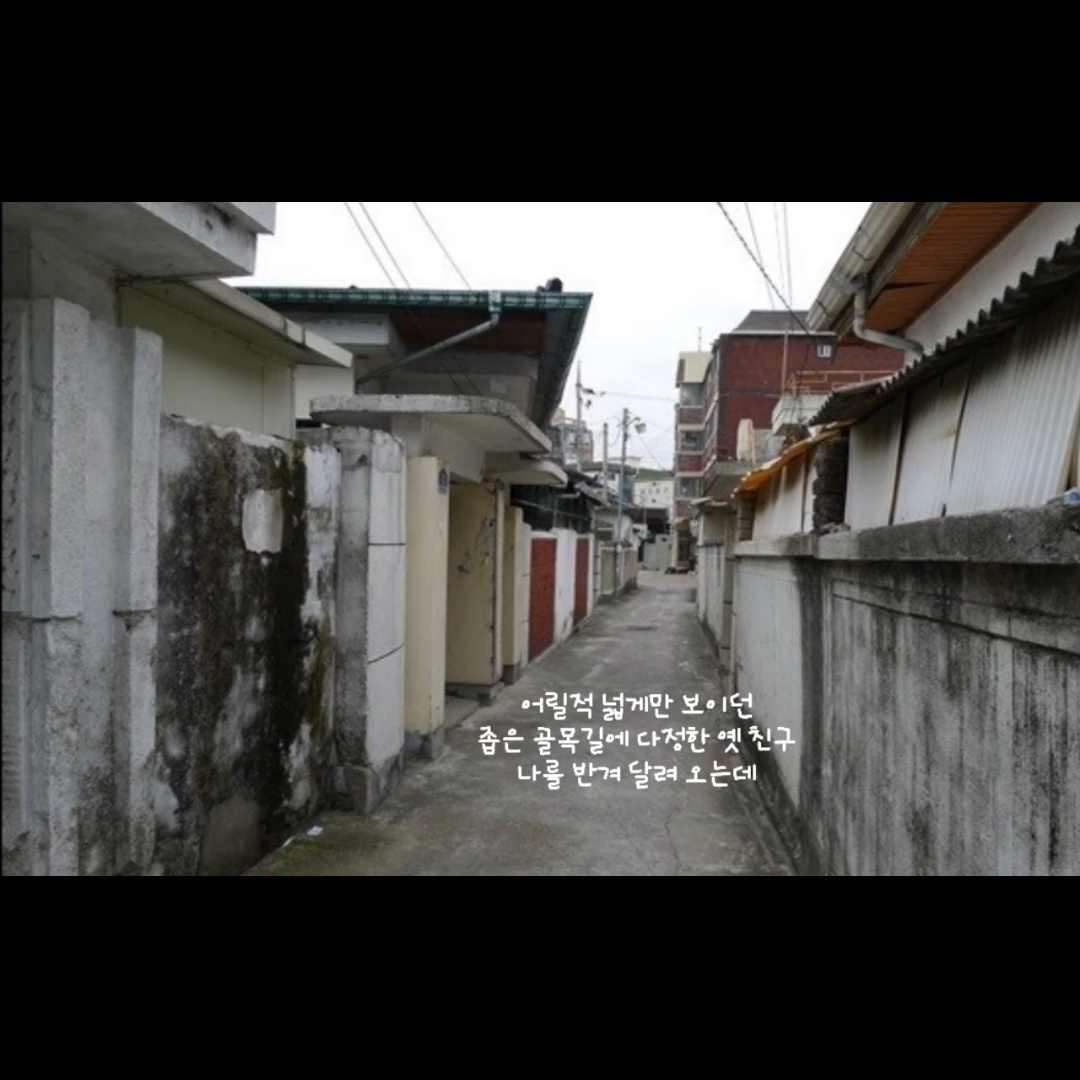 어릴적 넓게만 보이던
좁은 골목길에 다정한 옛 친구
나를 반겨 달려 오는데